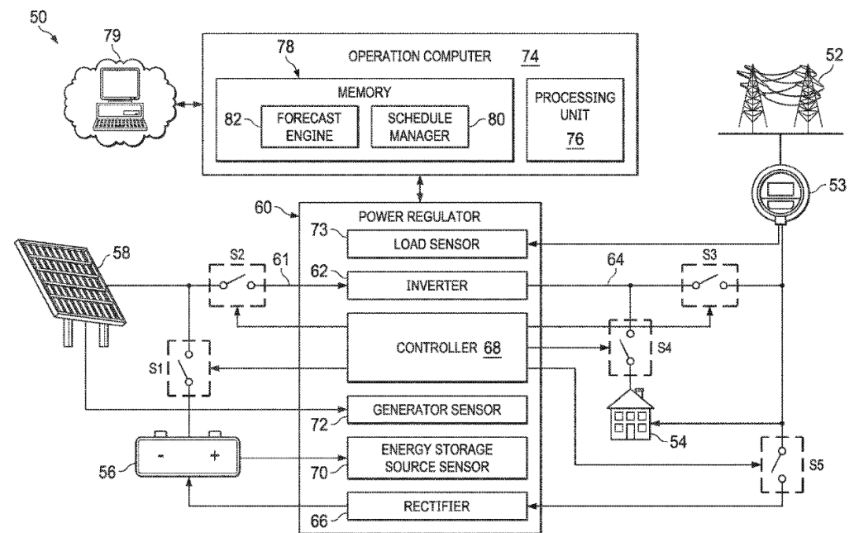 50
79
OPERATION COMPUTER 74
78
MEMORY
82 FORECAST ENGINE
SCHEDULE MANAGER 80
PROCESSING UNIT 76
52
53
60
POWER REGULATOR
73 LOAD SENSOR
58
S2
61
62
INVERTER
64
S3
S1
CONTROLLER 68
S4
72 GENERATOR SENSOR
54
56
- +
70 ENERGY STORAGE SOURCE SENSOR
S5
66 RECTIFIER